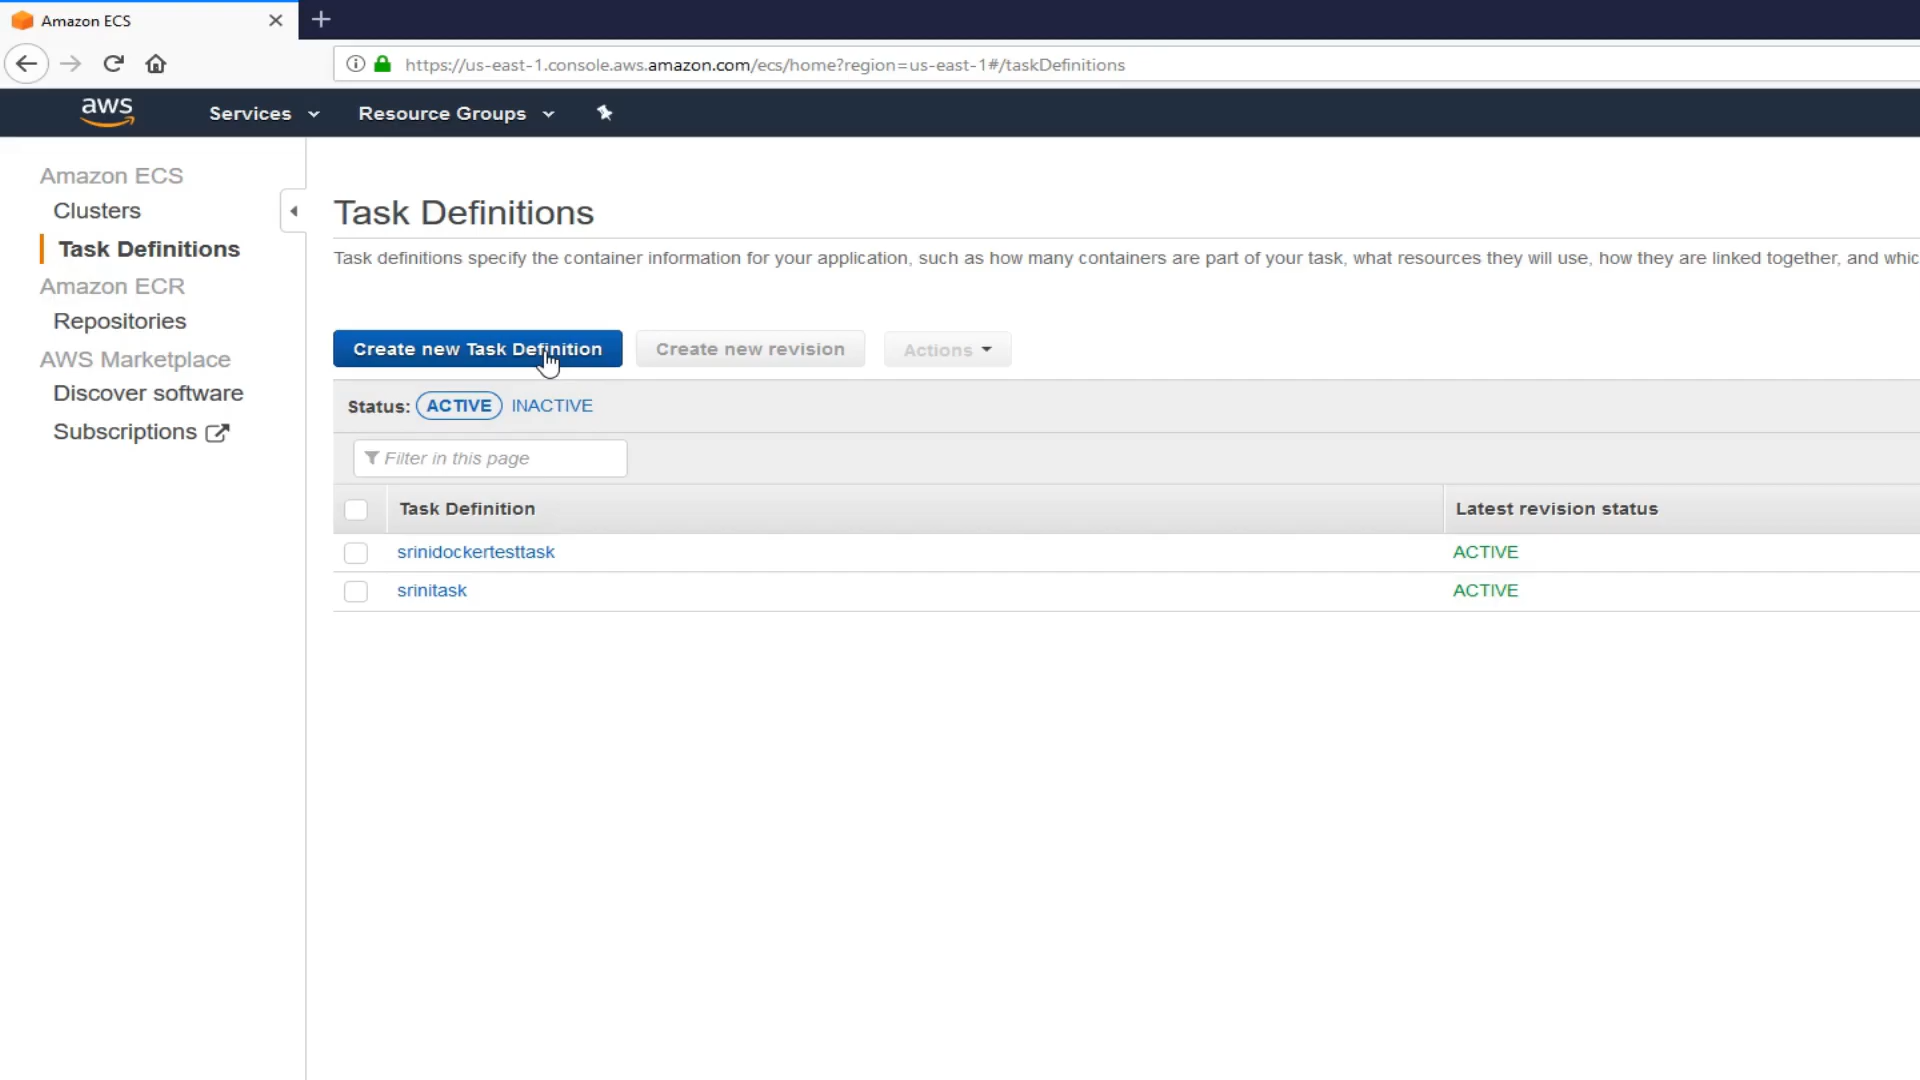 Amazon ECS
https://us-east-1.console.aws.amazon.com/ecs/home?region=us-east-1#/taskDefinitions
aws
Services
Resource Groups
Amazon ECS
Clusters
Task Definitions
Amazon ECR
Repositories
AWS Marketplace
Discover software
Subscriptions
Task Definitions
Task definitions specify the container information for your application, such as how many containers are part of your task, what resources they will use, how they are linked together, and whic
Create new Task Definition
Create new revision
Actions
Status: ACTIVE INACTIVE
Filter in this page
Task Definition Latest revision status
srinidockertesttask ACTIVE
srinitask ACTIVE